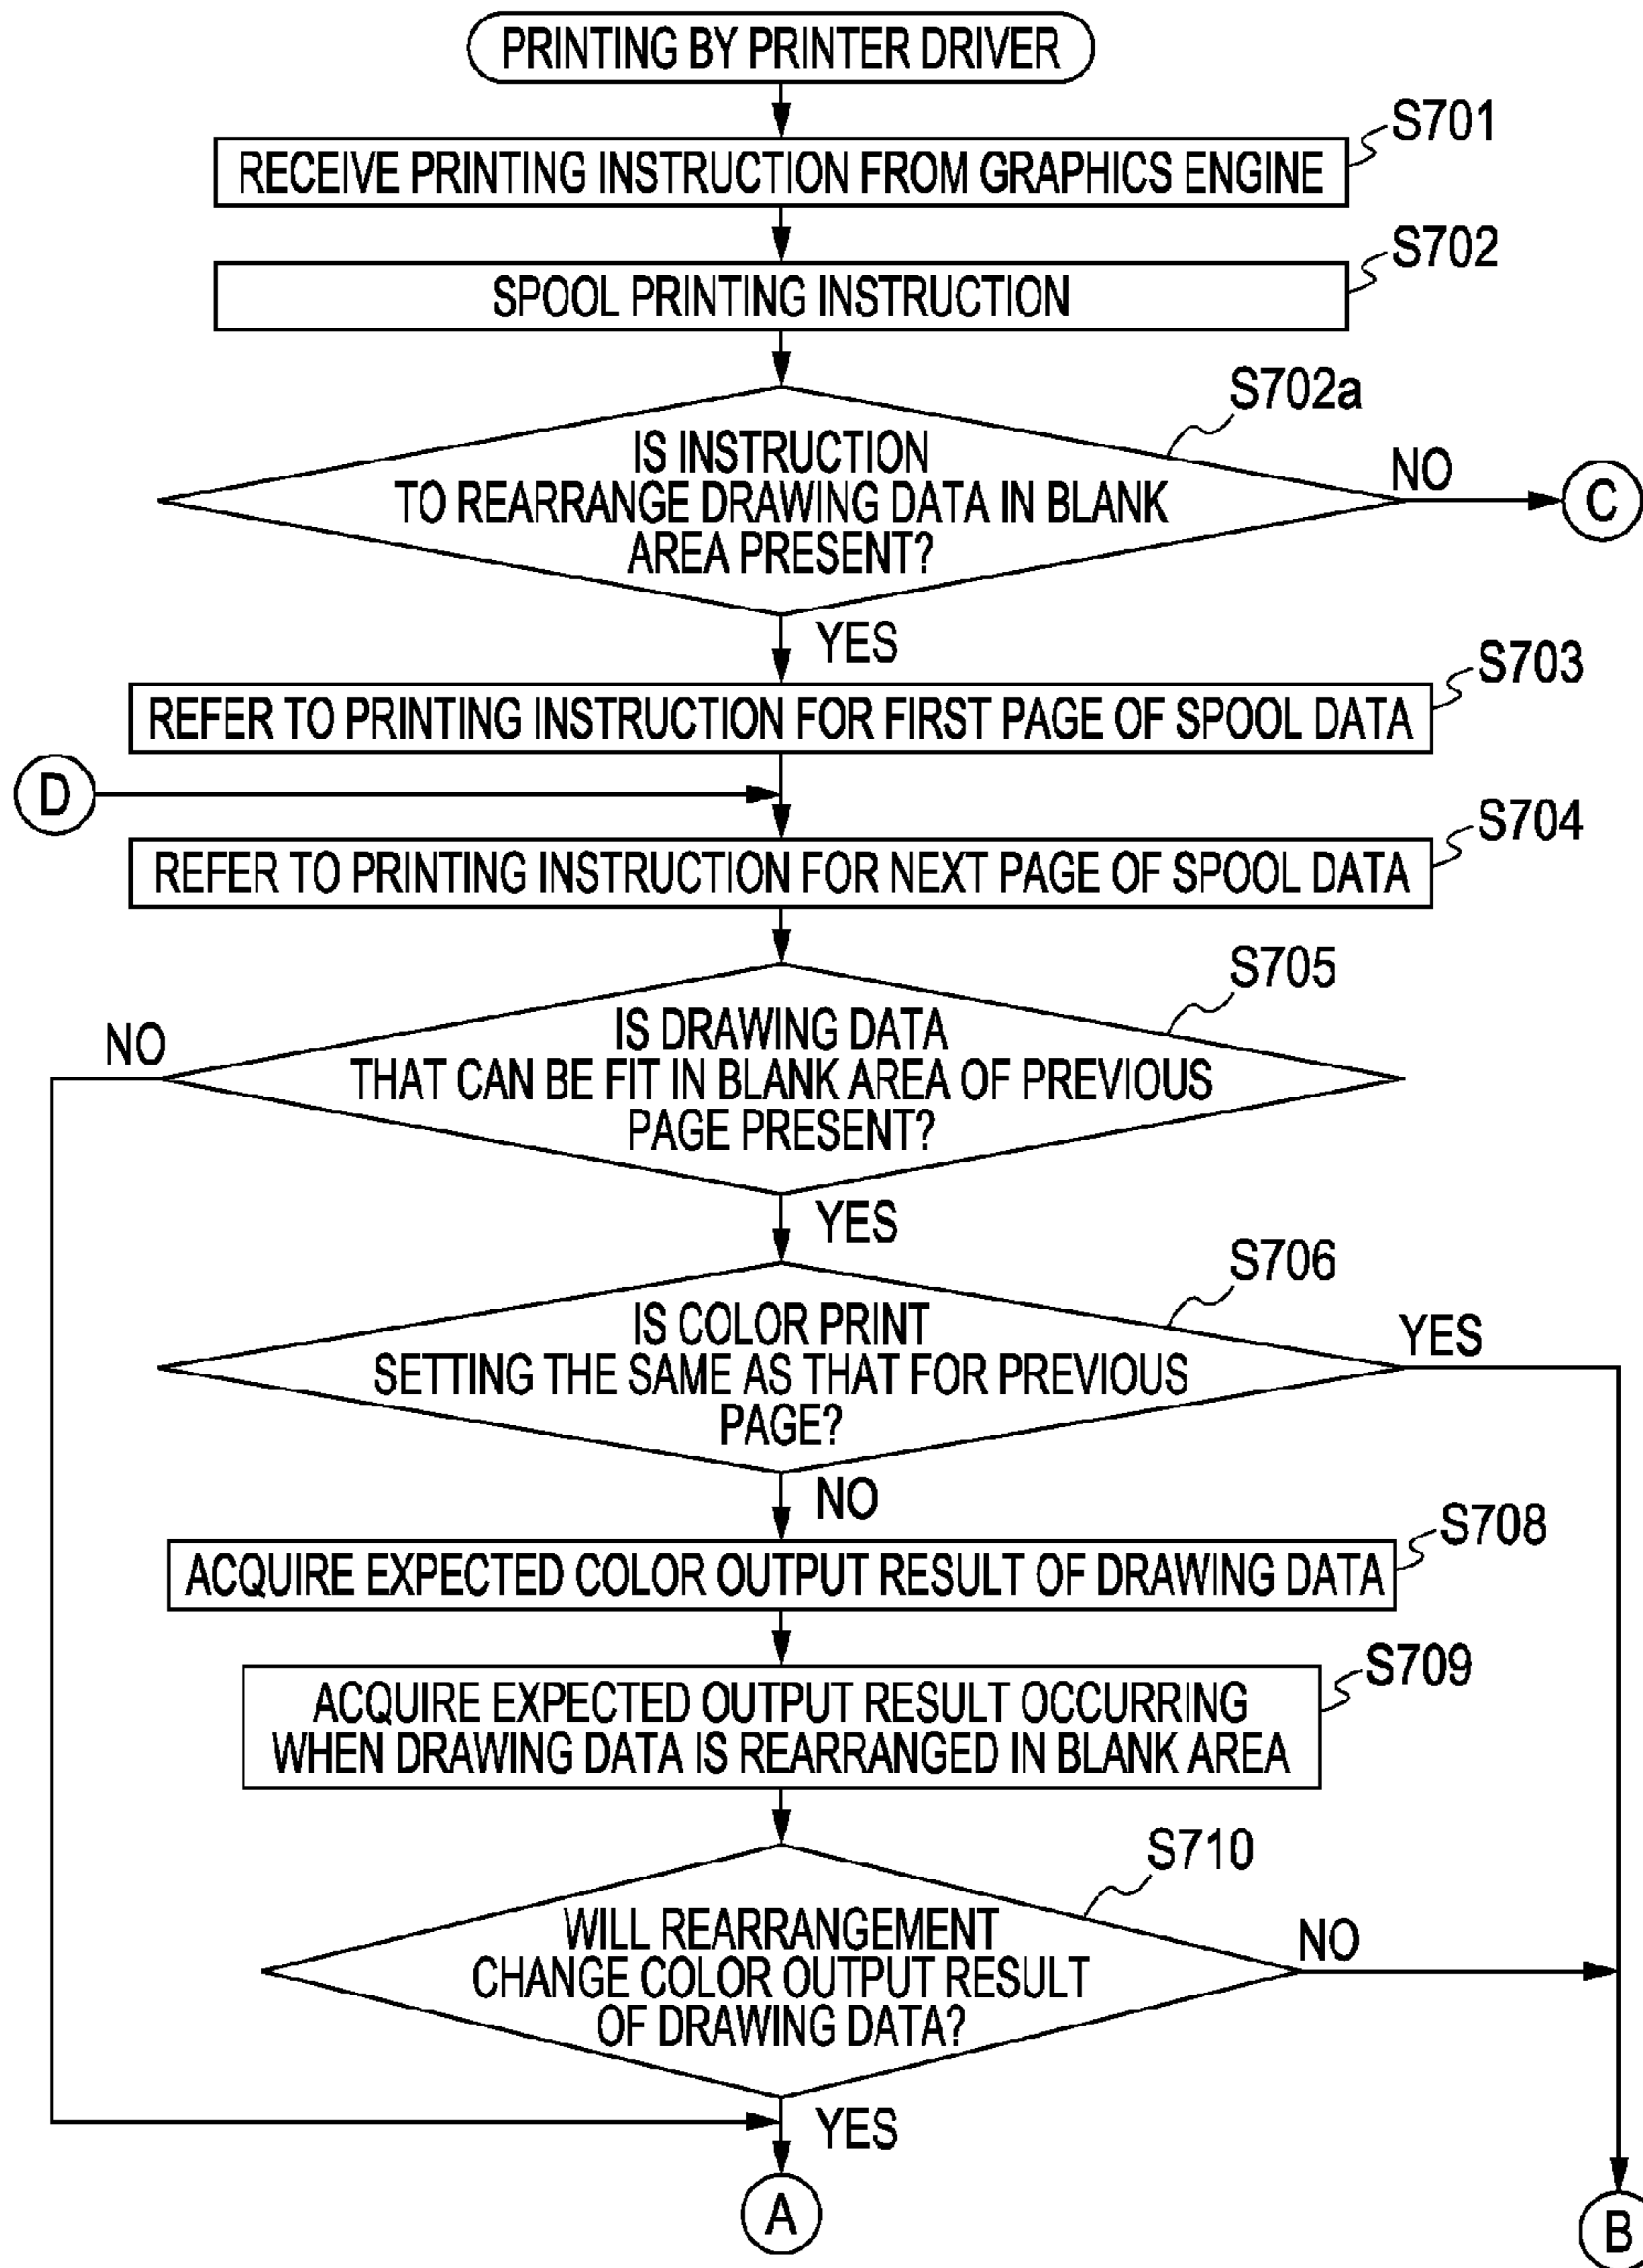 PRINTING BY PRINTER DRIVER
S701
RECEIVE PRINTING INSTRUCTION FROM GRAPHICS ENGINE
S702
SPOOL PRINTING INSTRUCTION
S702a
IS INSTRUCTION
TO REARRANGE DRAWING DATA IN BLANK
AREA PRESENT?
NO
C
YES
S703
REFER TO PRINTING INSTRUCTION FOR FIRST PAGE OF SPOOL DATA
D
S704
REFER TO PRINTING INSTRUCTION FOR NEXT PAGE OF SPOOL DATA
S705
NO
IS DRAWING DATA
THAT CAN BE FIT IN BLANK AREA OF PREVIOUS
PAGE PRESENT?
YES
S706
IS COLOR PRINT
SETTING THE SAME AS THAT FOR PREVIOUS
PAGE?
YES
NO
S708
ACQUIRE EXPECTED COLOR OUTPUT RESULT OF DRAWING DATA
S709
ACQUIRE EXPECTED OUTPUT RESULT OCCURRING
WHEN DRAWING DATA IS REARRANGED IN BLANK AREA
S710
WILL REARRANGEMENT
CHANGE COLOR OUTPUT RESULT
OF DRAWING DATA?
NO
YES
A
B